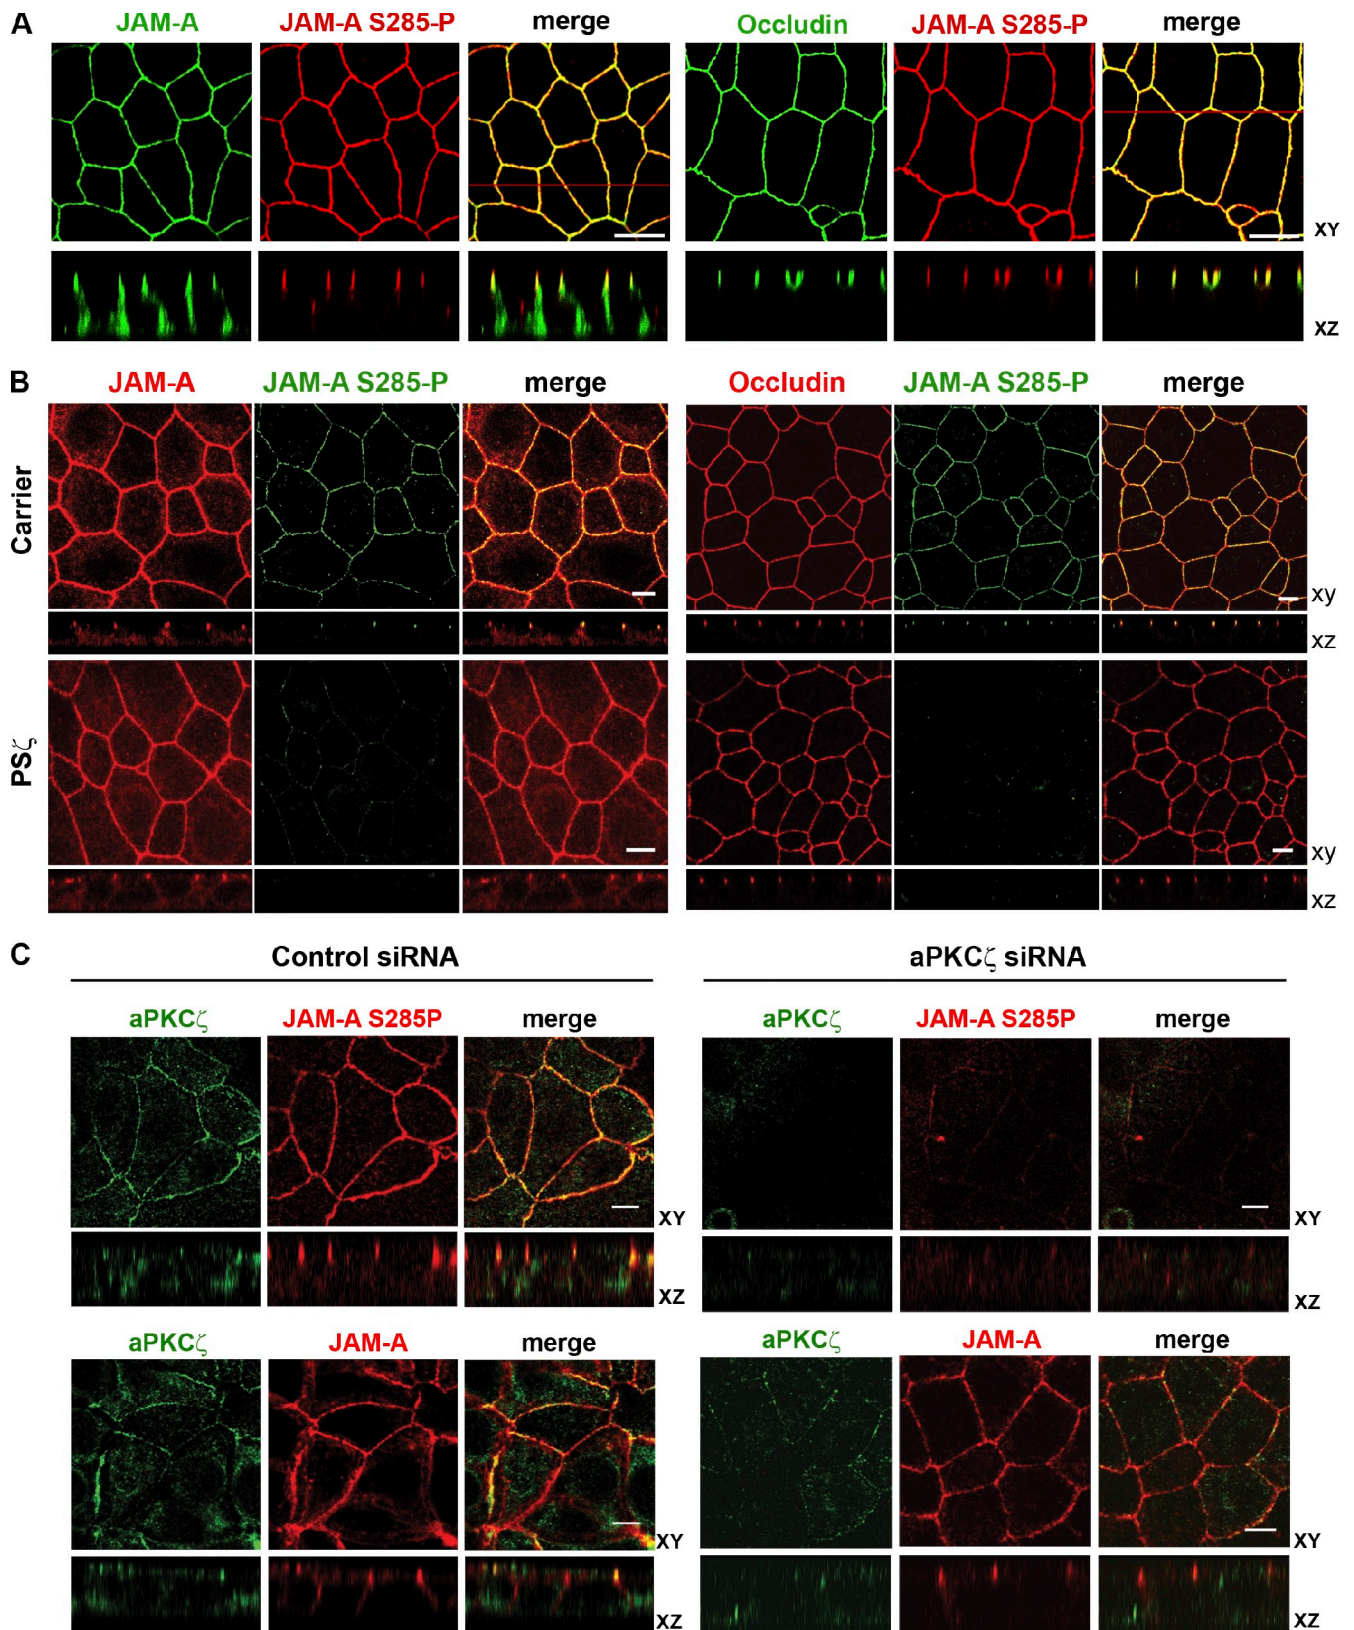 A JAM-A JAM-A S285-P merge Occludin JAM-A S285-P merge
XY
XZ
B JAM-A JAM-A S285-P merge Occludin JAM-A S285-P merge
Carrier
xy
xz
PSζ
xy
xz
C Control siRNA aPKCζ siRNA
aPKCζ JAM-A S285P merge aPKCζ JAM-A S285P merge
XY XY
XZ XZ
aPKCζ JAM-A merge aPKCζ JAM-A merge
XY XY
XZ XZ